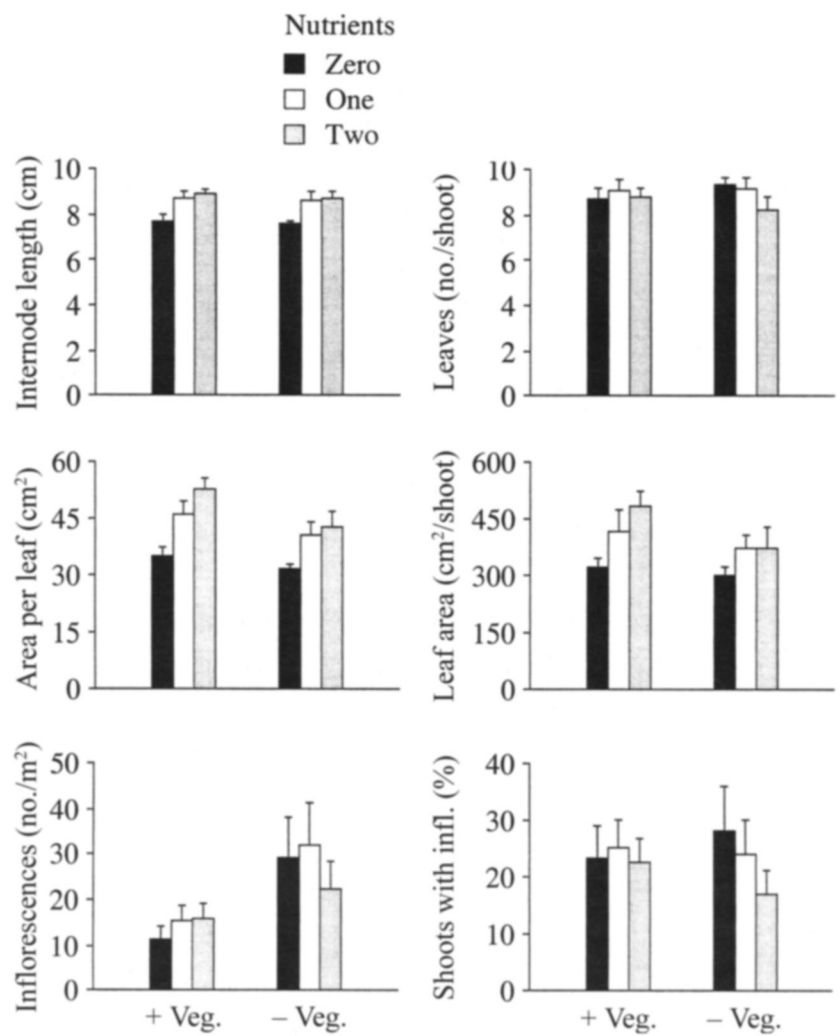 Nutrients
Zero
One
Two
Internode length (cm)
10
8
6
4
2
0
Leaves (no./shoot)
10
8
6
4
2
0
Area per leaf (cm²)
60
45
30
15
0
Leaf area (cm²/shoot)
600
450
300
150
0
Inflorescences (no./m²)
50
40
30
20
10
0
+ Veg.
– Veg.
Shoots with infl. (%)
40
30
20
10
0
+ Veg.
– Veg.